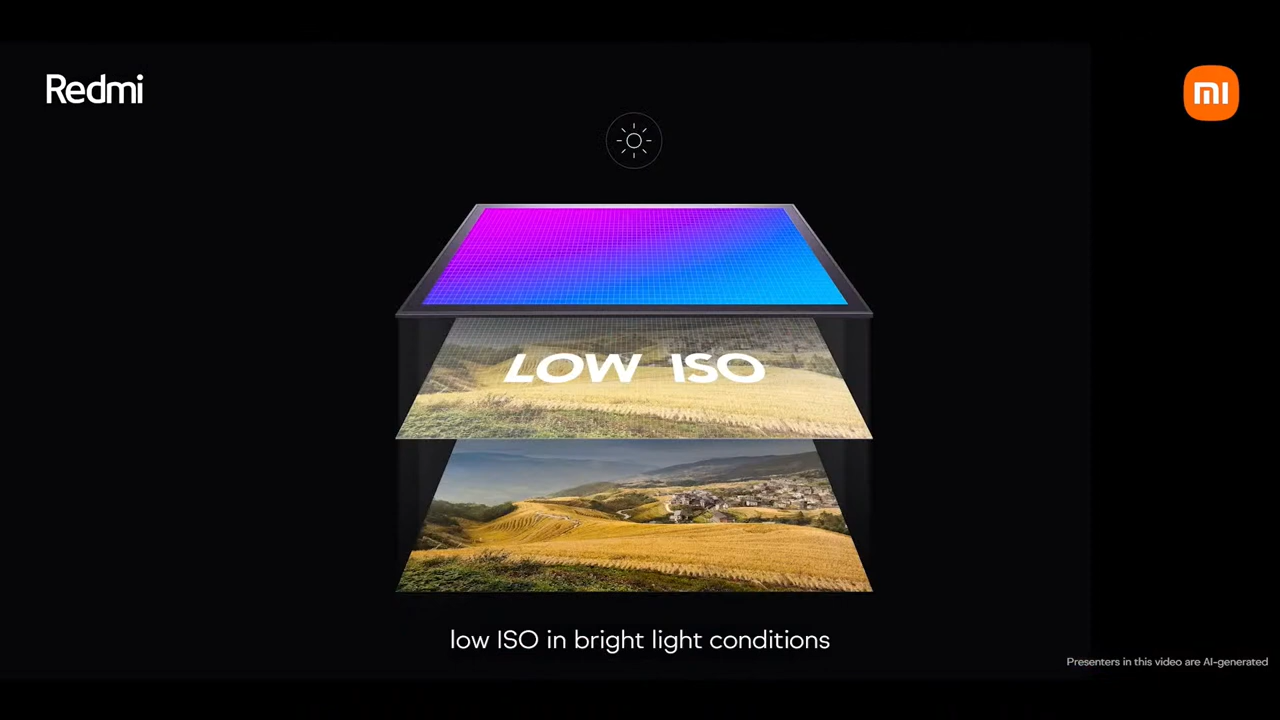 Redmi
mi
LOW ISO
low ISO in bright light conditions
Presenters in this video are AI-generated